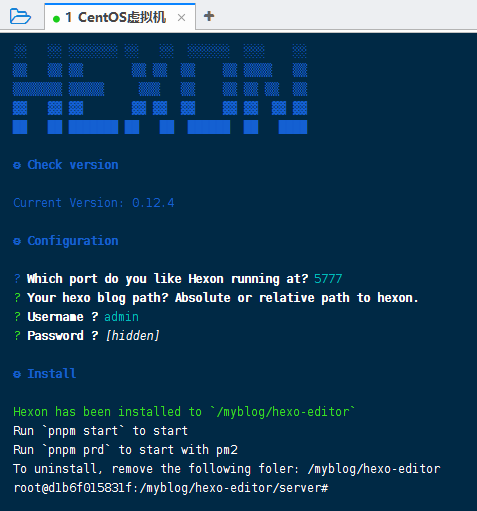 1 CentOS虚拟机
HEXON
Check version
Current Version: 0.12.4
Configuration
? Which port do you like Hexon running at? 5777
? Your hexo blog path? Absolute or relative path to hexon.
? Username ? admin
? Password ? [hidden]
Install
Hexon has been installed to `/myblog/hexo-editor`
Run `pnpm start` to start
Run `pnpm prd` to start with pm2
To uninstall, remove the following foler: /myblog/hexo-editor
root@d1b6f015831f:/myblog/hexo-editor/server#